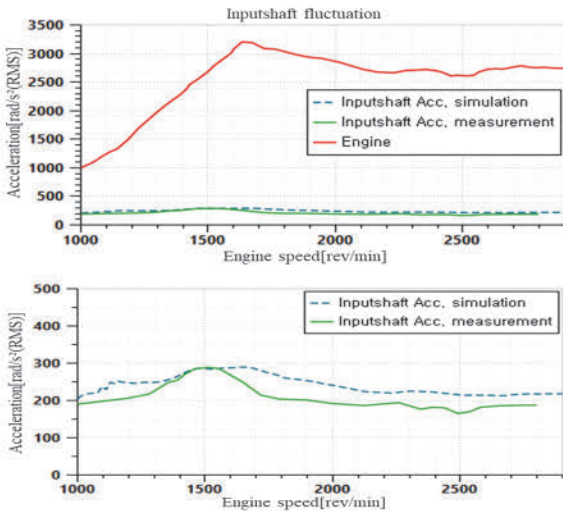 Inputshaft fluctuation
3500
3000
2500
2000
1500
1000
500
0
Acceleration[rad/s²(RMS)]
Inputshaft Acc, simulation
Inputshaft Acc, measurement
Engine
1000 1500 2000 2500
Engine speed[rev/min]
500
400
300
200
100
0
Acceleration[rad/s²(RMS)]
Inputshaft Acc, simulation
Inputshaft Acc, measurement
1000 1500 2000 2500
Engine speed[rev/min]